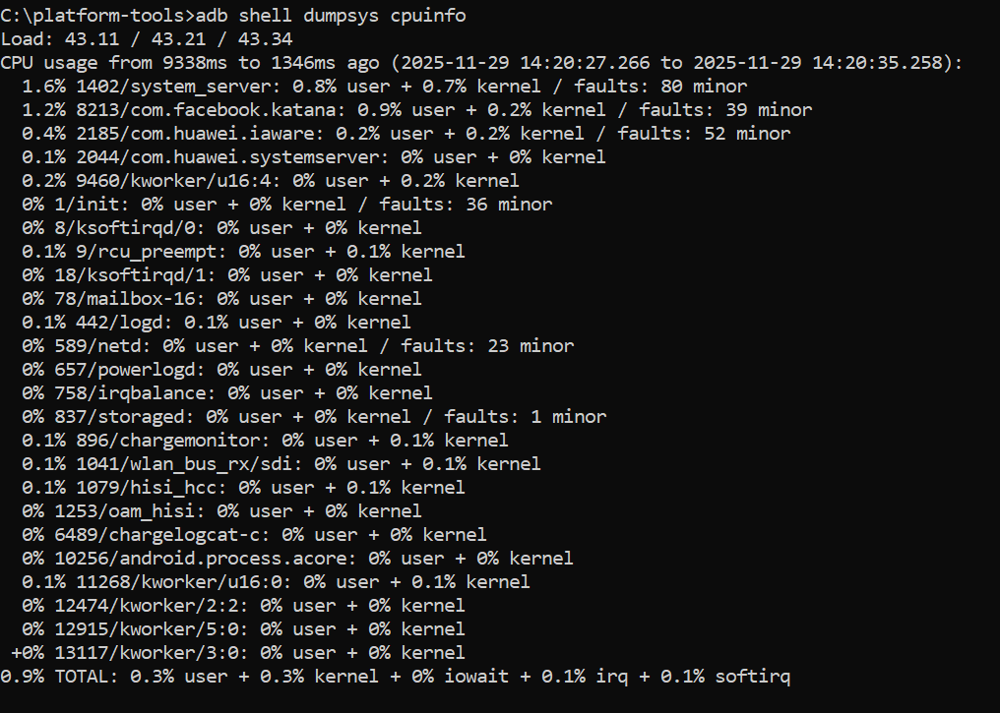 C:\platform-tools>adb shell dumpsys cpuinfo
Load: 43.11 / 43.21 / 43.34
CPU usage from 9338ms to 1346ms ago (2025-11-29 14:20:27.266 to 2025-11-29 14:20:35.258):
  1.6% 1402/system_server: 0.8% user + 0.7% kernel / faults: 80 minor
  1.2% 8213/com.facebook.katana: 0.9% user + 0.2% kernel / faults: 39 minor
  0.4% 2185/com.huawei.iaware: 0.2% user + 0.2% kernel / faults: 52 minor
  0.1% 2044/com.huawei.systemserver: 0% user + 0% kernel
  0.2% 9460/kworker/u16:4: 0% user + 0.2% kernel
  0% 1/init: 0% user + 0% kernel / faults: 36 minor
  0% 8/ksoftirqd/0: 0% user + 0% kernel
  0.1% 9/rcu_preempt: 0% user + 0.1% kernel
  0% 18/ksoftirqd/1: 0% user + 0% kernel
  0% 78/mailbox-16: 0% user + 0% kernel
  0.1% 442/logd: 0.1% user + 0% kernel
  0% 589/netd: 0% user + 0% kernel / faults: 23 minor
  0% 657/powerlogd: 0% user + 0% kernel
  0% 758/irqbalance: 0% user + 0% kernel
  0% 837/storaged: 0% user + 0% kernel / faults: 1 minor
  0.1% 896/chargemonitor: 0% user + 0.1% kernel
  0.1% 1041/wlan_bus_rx/sdi: 0% user + 0.1% kernel
  0.1% 1079/hisi_hcc: 0% user + 0.1% kernel
  0% 1253/oam_hisi: 0% user + 0% kernel
  0% 6489/chargelogcat-c: 0% user + 0% kernel
  0% 10256/android.process.acore: 0% user + 0% kernel
  0.1% 11268/kworker/u16:0: 0% user + 0.1% kernel
  0% 12474/kworker/2:2: 0% user + 0% kernel
  0% 12915/kworker/5:0: 0% user + 0% kernel
 +0% 13117/kworker/3:0: 0% user + 0% kernel
0.9% TOTAL: 0.3% user + 0.3% kernel + 0% iowait + 0.1% irq + 0.1% softirq